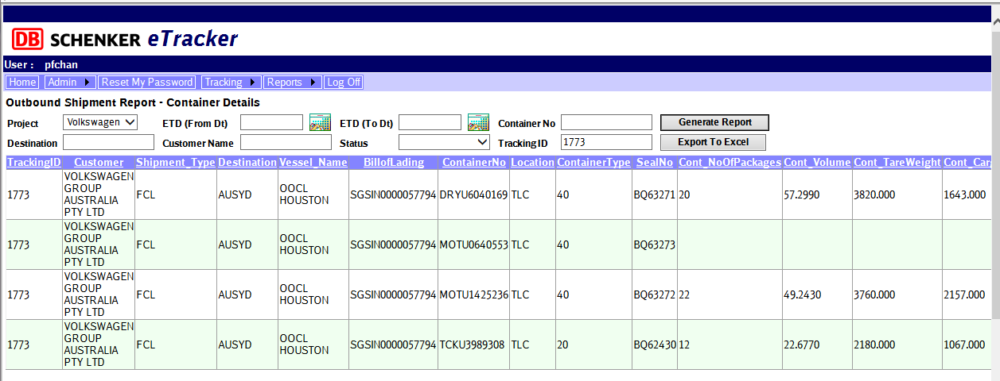 DB SCHENKER eTracker
User : pfchan
Home Admin Reset My Password Tracking Reports Log Off
Outbound Shipment Report - Container Details
Project Volkswagen ETD (From Dt) ETD (To Dt) Container No Generate Report
Destination Customer Name Status Tracking ID 1773 Export To Excel
TrackingID Customer Shipment_Type Destination Vessel_Name BillofLading ContainerNo Location ContainerType SealNo Cont_NoOfPackages Cont_Volume Cont_TareWeight Cont_Car
1773 VOLKSWAGEN GROUP AUSTRALIA PTY LTD FCL AUSYD OOCL HOUSTON SGSIN0000057794 DRYU6040169 TLC 40 BQ63271 20 57.2990 3820.000 1643.000
1773 VOLKSWAGEN GROUP AUSTRALIA PTY LTD FCL AUSYD OOCL HOUSTON SGSIN0000057794 MOTU0640553 TLC 40 BQ63273
1773 VOLKSWAGEN GROUP AUSTRALIA PTY LTD FCL AUSYD OOCL HOUSTON SGSIN0000057794 MOTU1425236 TLC 40 BQ63272 22 49.2430 3760.000 2157.000
1773 VOLKSWAGEN GROUP AUSTRALIA PTY LTD FCL AUSYD OOCL HOUSTON SGSIN0000057794 TCKU3989308 TLC 20 BQ62430 12 22.6770 2180.000 1067.000